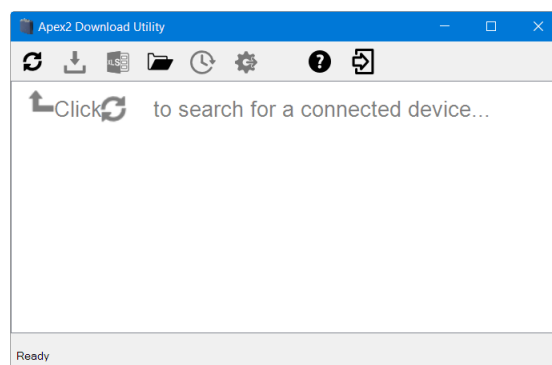 Apex2 Download Utility
XLS
Click to search for a connected device...
Ready